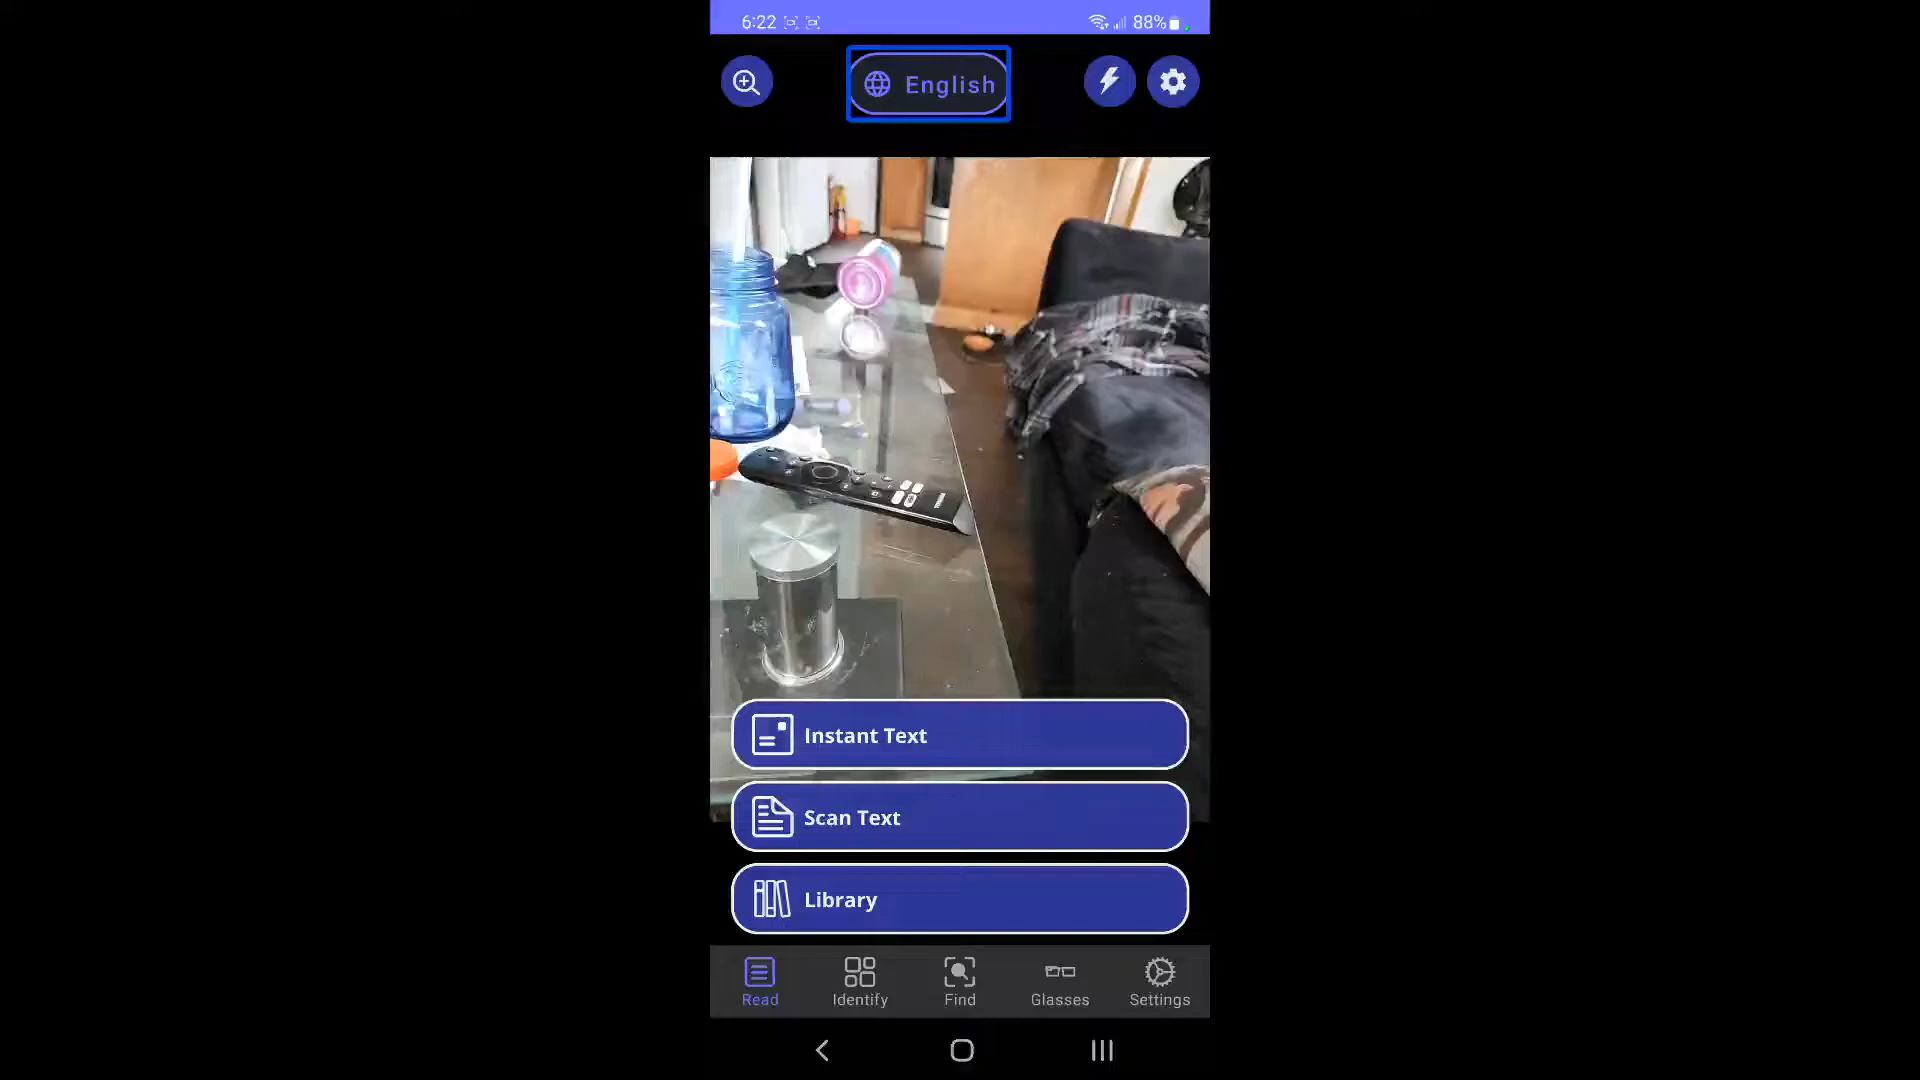 6:22
88%
English
Instant Text
Scan Text
Library
Read
Identify
Find
Glasses
Settings